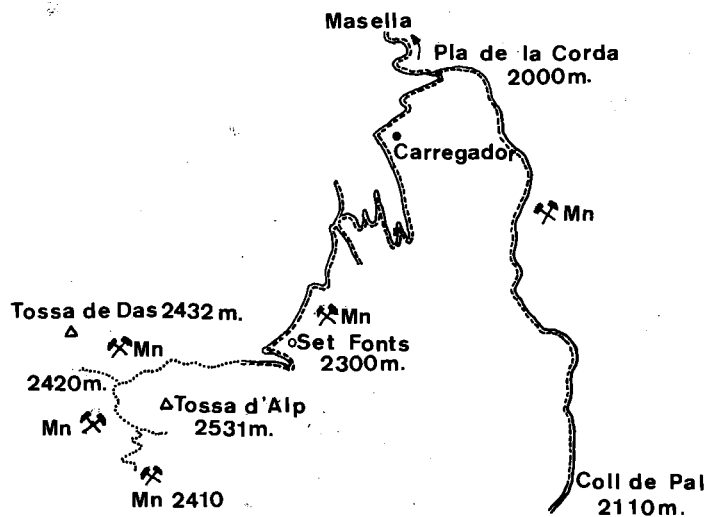 Masella
Pla de la Corda
2000m.
Carregador
Mn
Mn
Tossa de Das 2432 m.
Mn
Set Fonts
2300m.
2420m.
Tossa d'Alp
2531m.
Mn
Mn 2410
Coll de Pal
2110m.